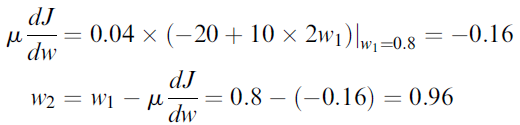 μ dJ/dw = 0.04 × (−20 + 10 × 2w₁)|w₁=0.8 = −0.16
w₂ = w₁ − μ dJ/dw = 0.8 − (−0.16) = 0.96